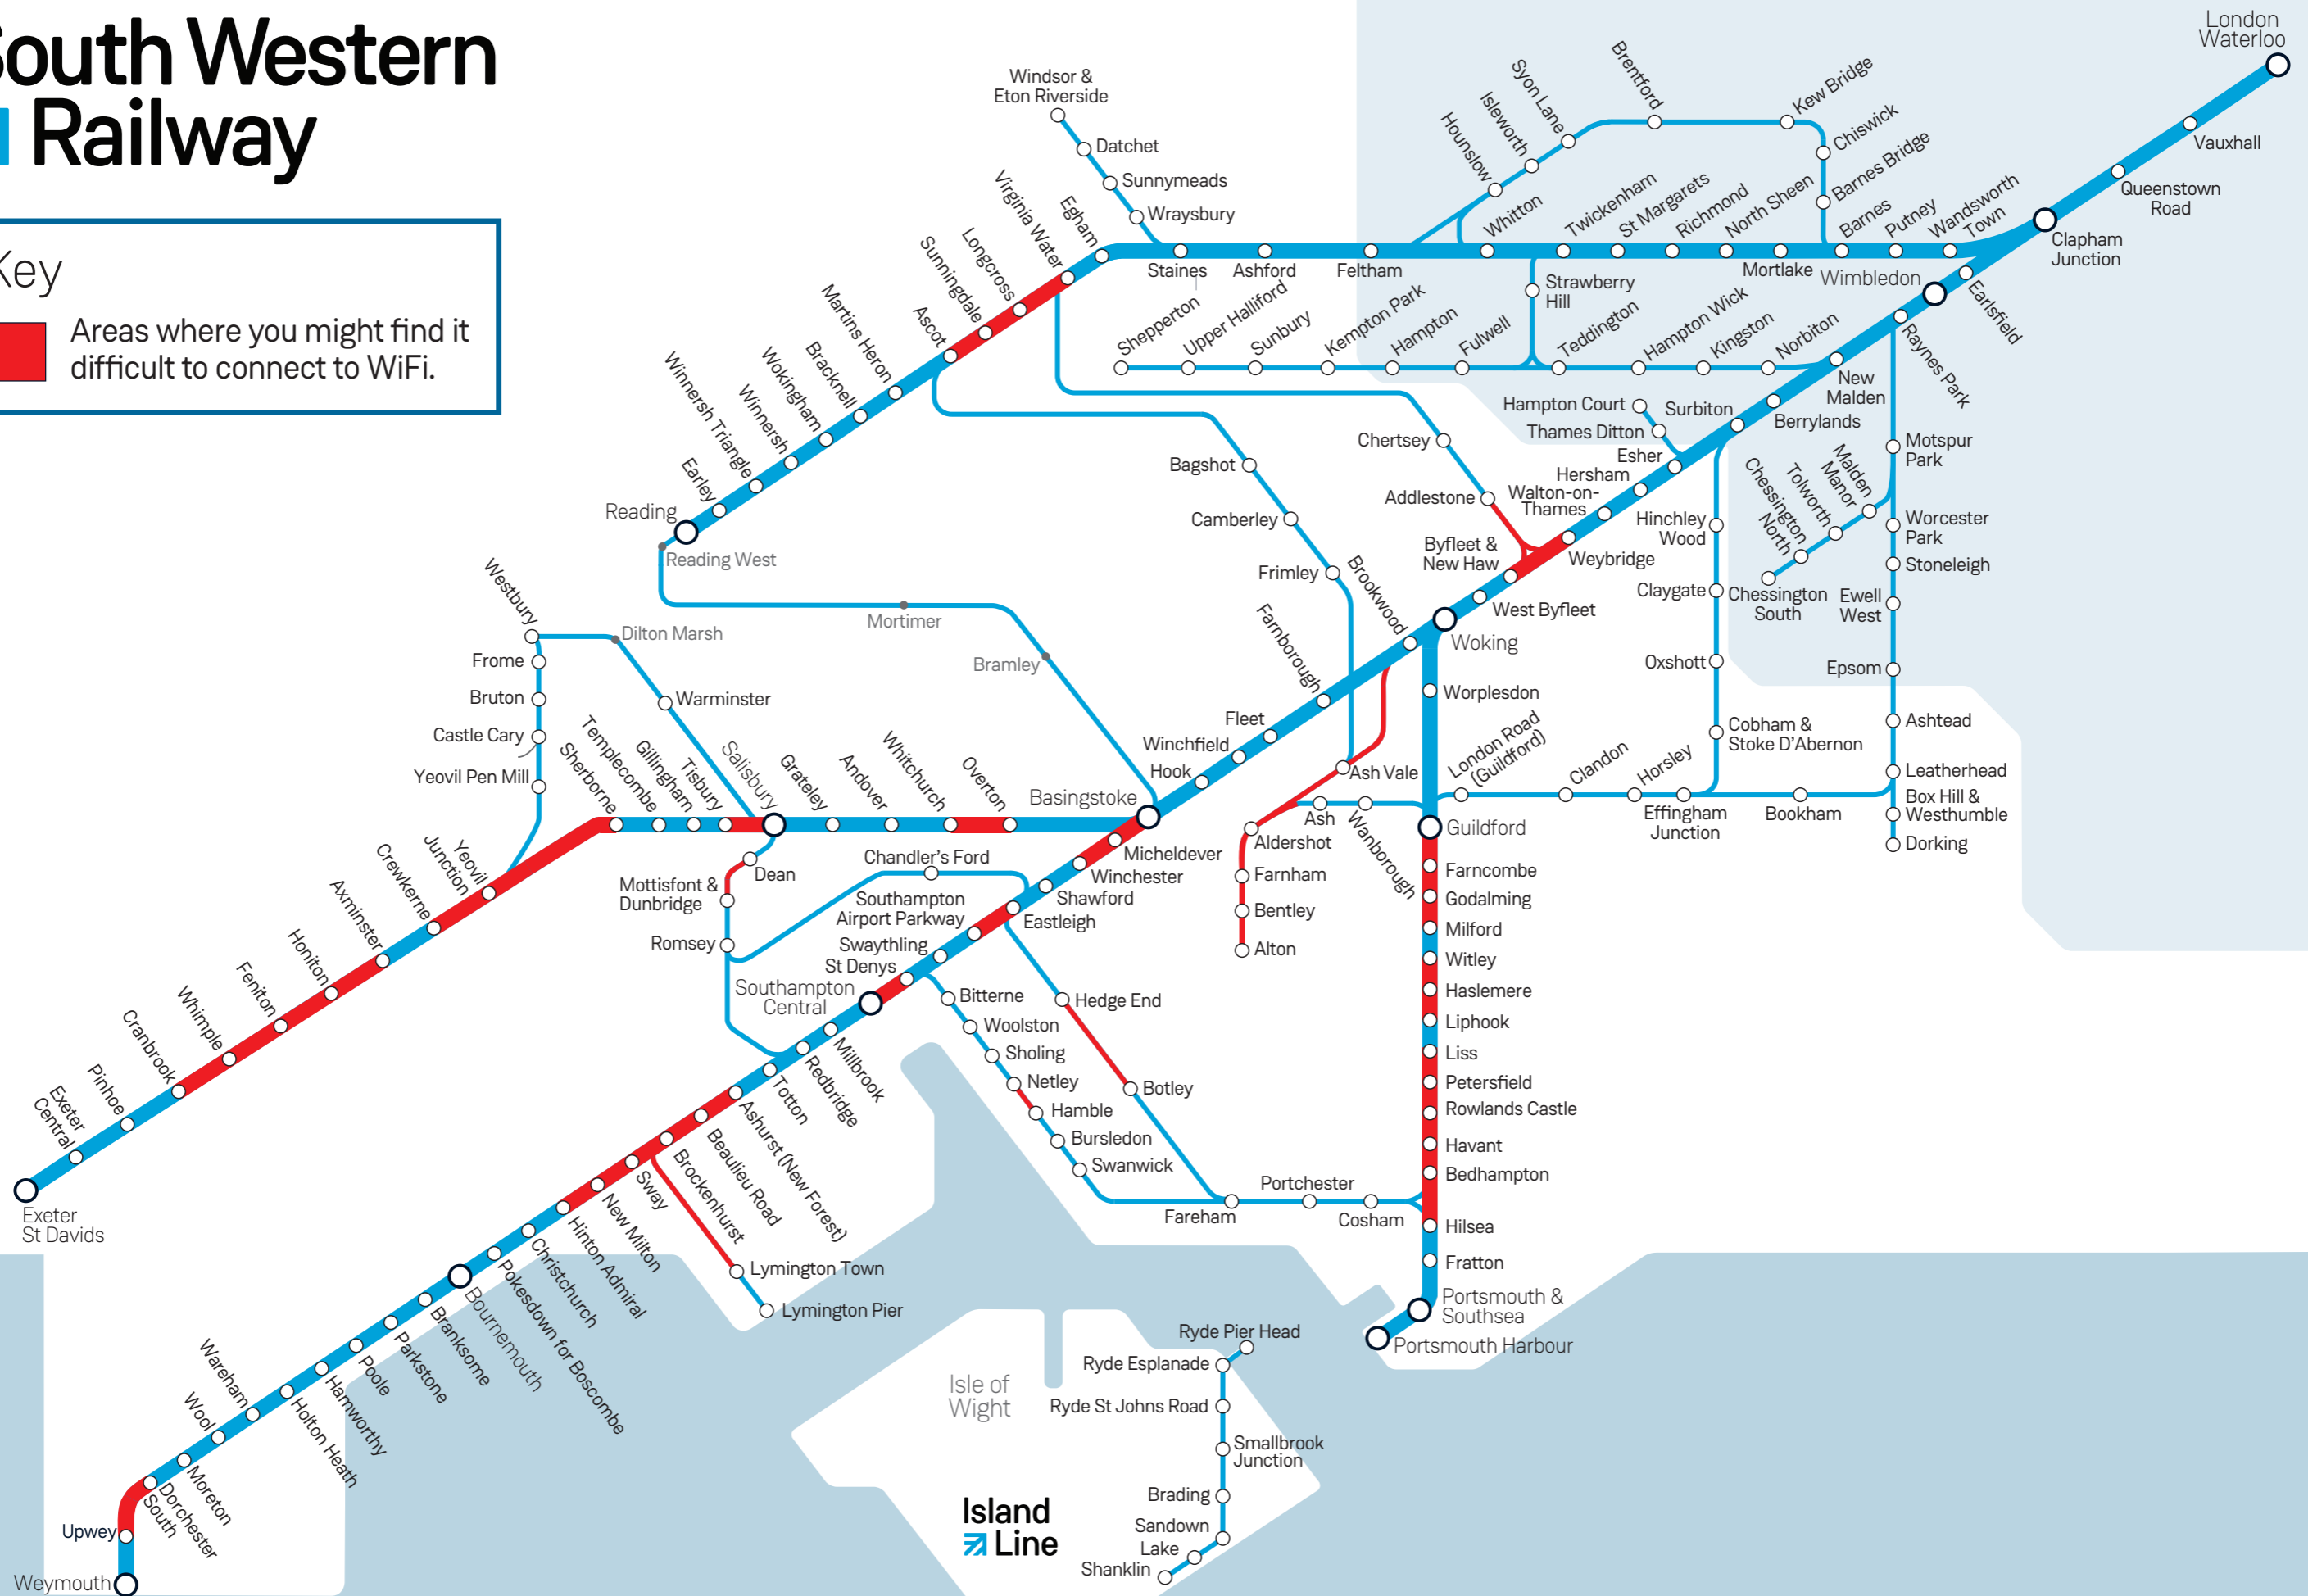 South Western
Railway
Key
Areas where you might find it
difficult to connect to WiFi.
London
Waterloo
Vauxhall
Queenstown
Road
Clapham
Junction
Wandsworth
Town
Putney
Barnes
Barnes Bridge
Chiswick
Kew Bridge
Brentford
Syon Lane
Isleworth
Hounslow
Mortlake
North Sheen
Richmond
St Margarets
Twickenham
Whitton
Feltham
Ashford
Staines
Windsor &
Eton Riverside
Datchet
Sunnymeads
Wraysbury
Egham
Virginia Water
Longcross
Sunningdale
Ascot
Martins Heron
Bracknell
Wokingham
Winnersh
Winnersh Triangle
Earley
Reading
Reading West
Mortimer
Bramley
Strawberry
Hill
Shepperton
Upper Halliford
Sunbury
Kempton Park
Hampton
Fulwell
Teddington
Hampton Wick
Kingston
Norbiton
Earlsfield
Wimbledon
Raynes Park
New
Malden
Berrylands
Surbiton
Hampton Court
Thames Ditton
Esher
Hersham
Walton-on-
Thames
Weybridge
Byfleet &
New Haw
West Byfleet
Woking
Motspur
Park
Malden
Manor
Tolworth
Chessington
North
Chessington
South
Worcester
Park
Stoneleigh
Ewell
West
Epsom
Ashtead
Leatherhead
Box Hill &
Westhumble
Dorking
Hinchley
Wood
Claygate
Oxshott
Cobham &
Stoke D'Abernon
Bookham
Effingham
Junction
Horsley
Clandon
London Road
(Guildford)
Chertsey
Addlestone
Bagshot
Camberley
Frimley
Brookwood
Farnborough
Fleet
Winchfield
Hook
Basingstoke
Ash Vale
Ash
Wanborough
Aldershot
Farnham
Bentley
Alton
Worplesdon
Guildford
Farncombe
Godalming
Milford
Witley
Haslemere
Liphook
Liss
Petersfield
Rowlands Castle
Havant
Bedhampton
Hilsea
Fratton
Portsmouth &
Southsea
Portsmouth Harbour
Westbury
Dilton Marsh
Frome
Bruton
Castle Cary
Yeovil Pen Mill
Warminster
Salisbury
Grateley
Andover
Whitchurch
Overton
Tisbury
Gillingham
Templecombe
Sherborne
Yeovil
Junction
Crewkerne
Axminster
Honiton
Feniton
Whimple
Cranbrook
Pinhoe
Exeter
Central
Exeter
St Davids
Dean
Mottisfont &
Dunbridge
Romsey
Chandler's Ford
Micheldever
Winchester
Shawford
Eastleigh
Southampton
Airport Parkway
Swaythling
St Denys
Southampton
Central
Hedge End
Botley
Bitterne
Woolston
Sholing
Netley
Hamble
Bursledon
Swanwick
Fareham
Portchester
Cosham
Millbrook
Redbridge
Totton
Ashurst (New Forest)
Beaulieu Road
Brockenhurst
Sway
New Milton
Hinton Admiral
Christchurch
Pokesdown for Boscombe
Bournemouth
Branksome
Parkstone
Poole
Hamworthy
Holton Heath
Wareham
Wool
Moreton
Dorchester
South
Upwey
Weymouth
Lymington Town
Lymington Pier
Isle of
Wight
Ryde Pier Head
Ryde Esplanade
Ryde St Johns Road
Smallbrook
Junction
Brading
Sandown
Lake
Shanklin
Island
Line